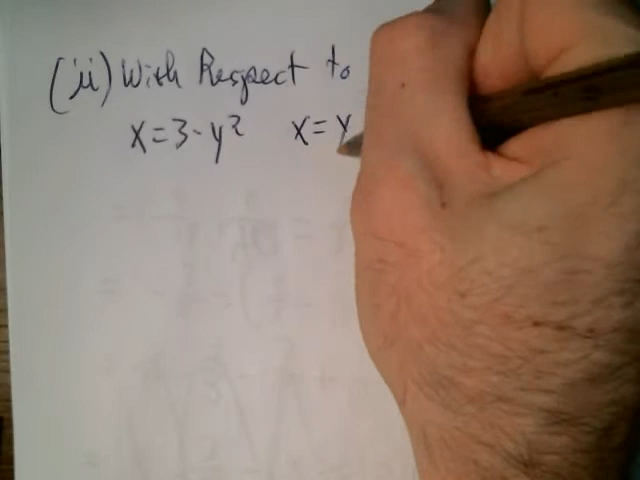 (ii) With Respect to
x=3-y² x=y